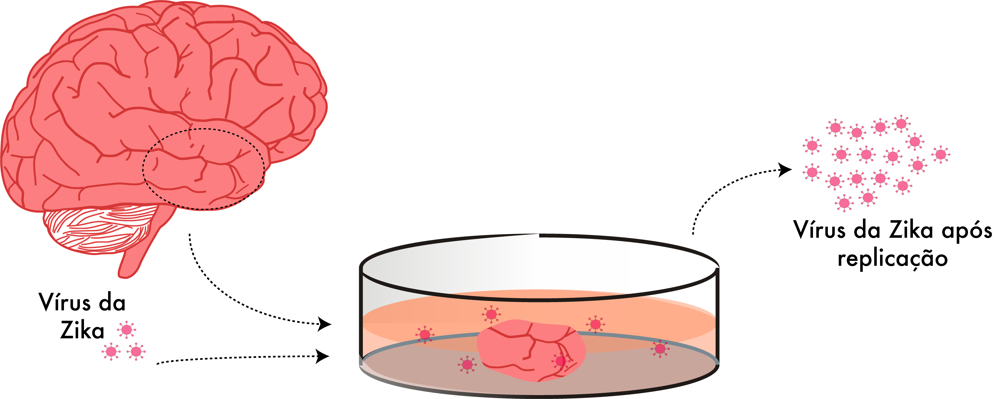 Vírus da
Zika
Vírus da Zika após
replicação